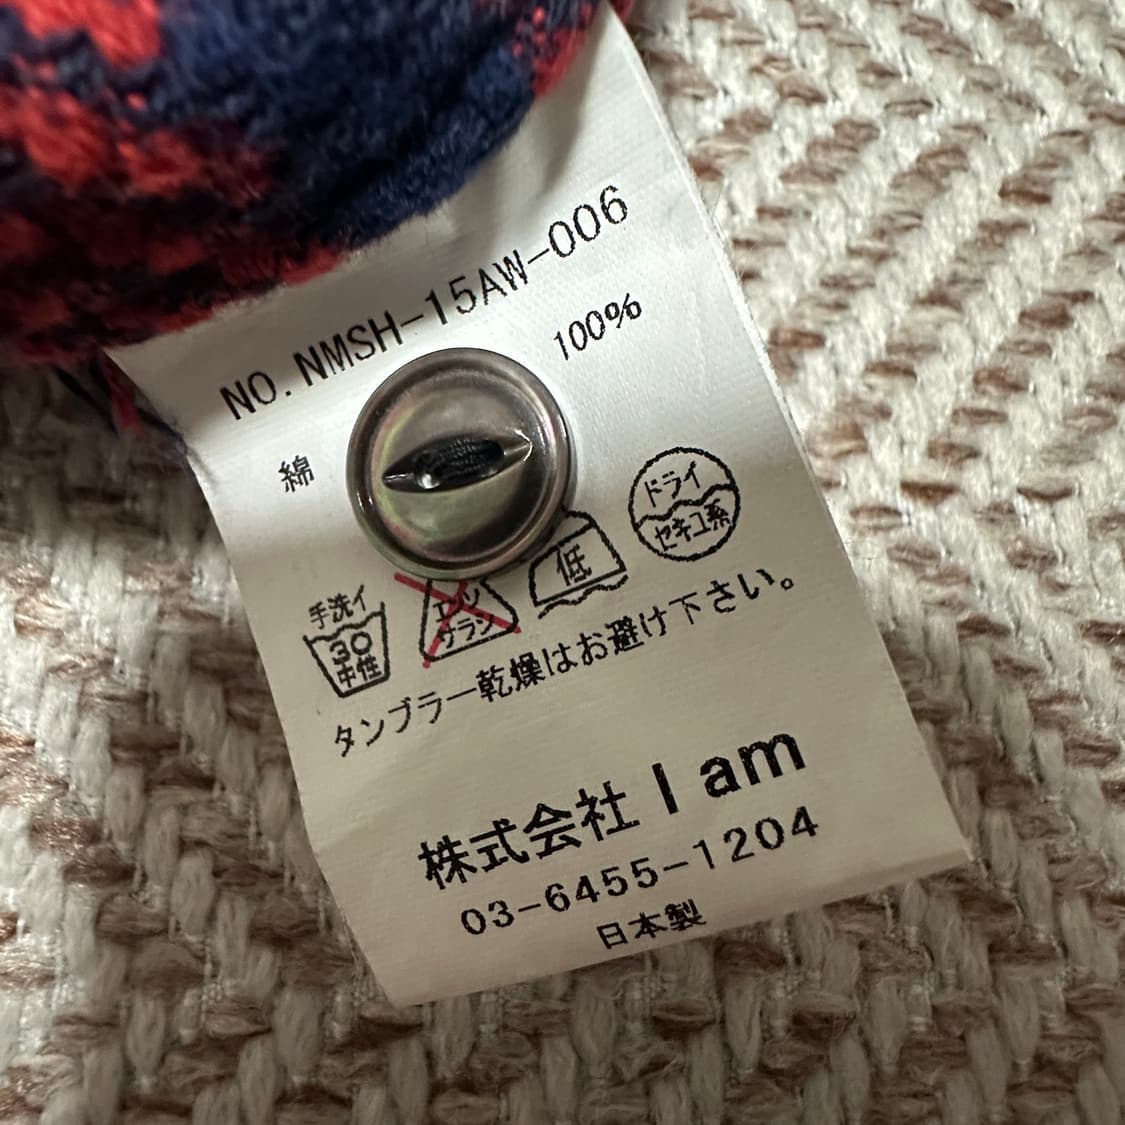 NO. NMSH-15AW-006
綿 100%
手洗イ
30
中性
エンソ
サラシ
低
ドライ
セキユ系
タンブラー乾燥はお避け下さい。
株式会社 I am
03-6455-1204
日本製